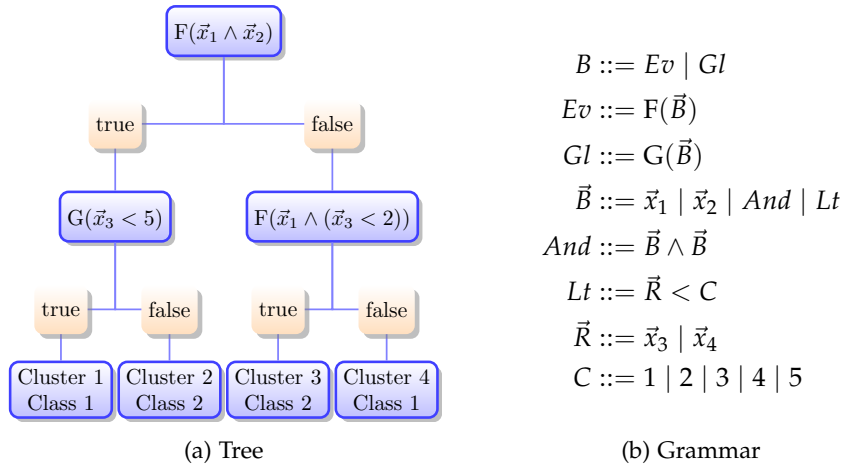 F(x⃗₁ ∧ x⃗₂)
true false
G(x⃗₃ < 5) F(x⃗₁ ∧ (x⃗₃ < 2))
true false true false
Cluster 1 Cluster 2 Cluster 3 Cluster 4
Class 1 Class 2 Class 2 Class 1
(a) Tree
B ::= Ev | Gl
Ev ::= F(B⃗)
Gl ::= G(B⃗)
B⃗ ::= x⃗₁ | x⃗₂ | And | Lt
And ::= B⃗ ∧ B⃗
Lt ::= R⃗ < C
R⃗ ::= x⃗₃ | x⃗₄
C ::= 1 | 2 | 3 | 4 | 5
(b) Grammar